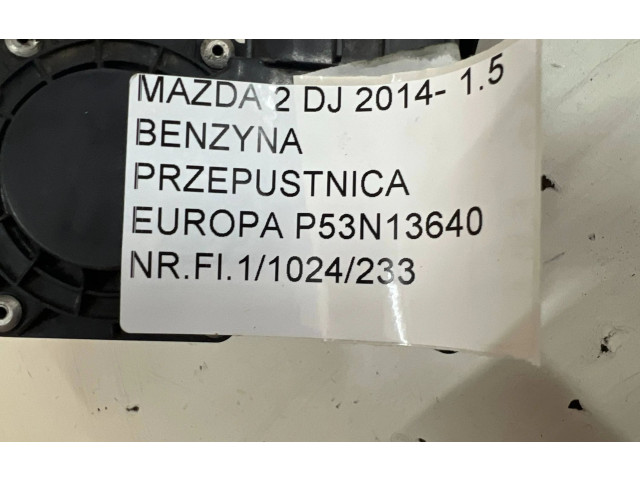 MAZDA 2 DJ 2014- 1.5
BENZYNA
PRZEPUSTNICA
EUROPA P53N13640
NR.FI.1/1024/233